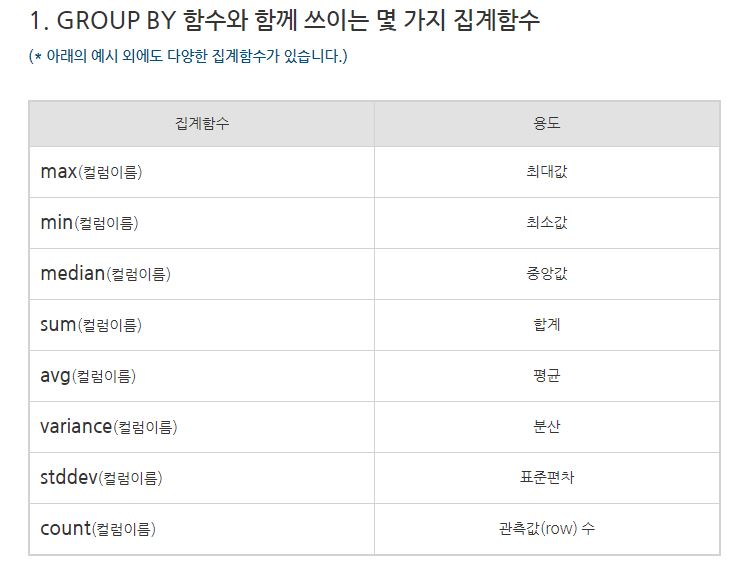 1. GROUP BY 함수와 함께 쓰이는 몇 가지 집계함수
(* 아래의 예시 외에도 다양한 집계함수가 있습니다.)
집계함수 용도
max(컬럼이름) 최대값
min(컬럼이름) 최소값
median(컬럼이름) 중앙값
sum(컬럼이름) 합계
avg(컬럼이름) 평균
variance(컬럼이름) 분산
stddev(컬럼이름) 표준편차
count(컬럼이름) 관측값(row) 수